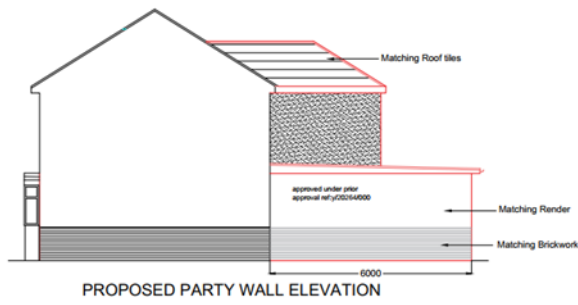 Matching Roof tiles
approved under prior
approval ref:y/20264/000
Matching Render
Matching Brickwork
6000
PROPOSED PARTY WALL ELEVATION